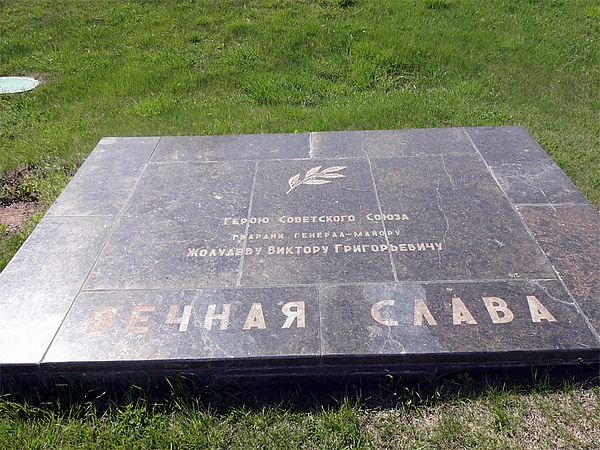 Герою Советского Союза
гвардии генерал-майору
Жолудеву Виктору Григорьевичу
ВЕЧНАЯ СЛАВА